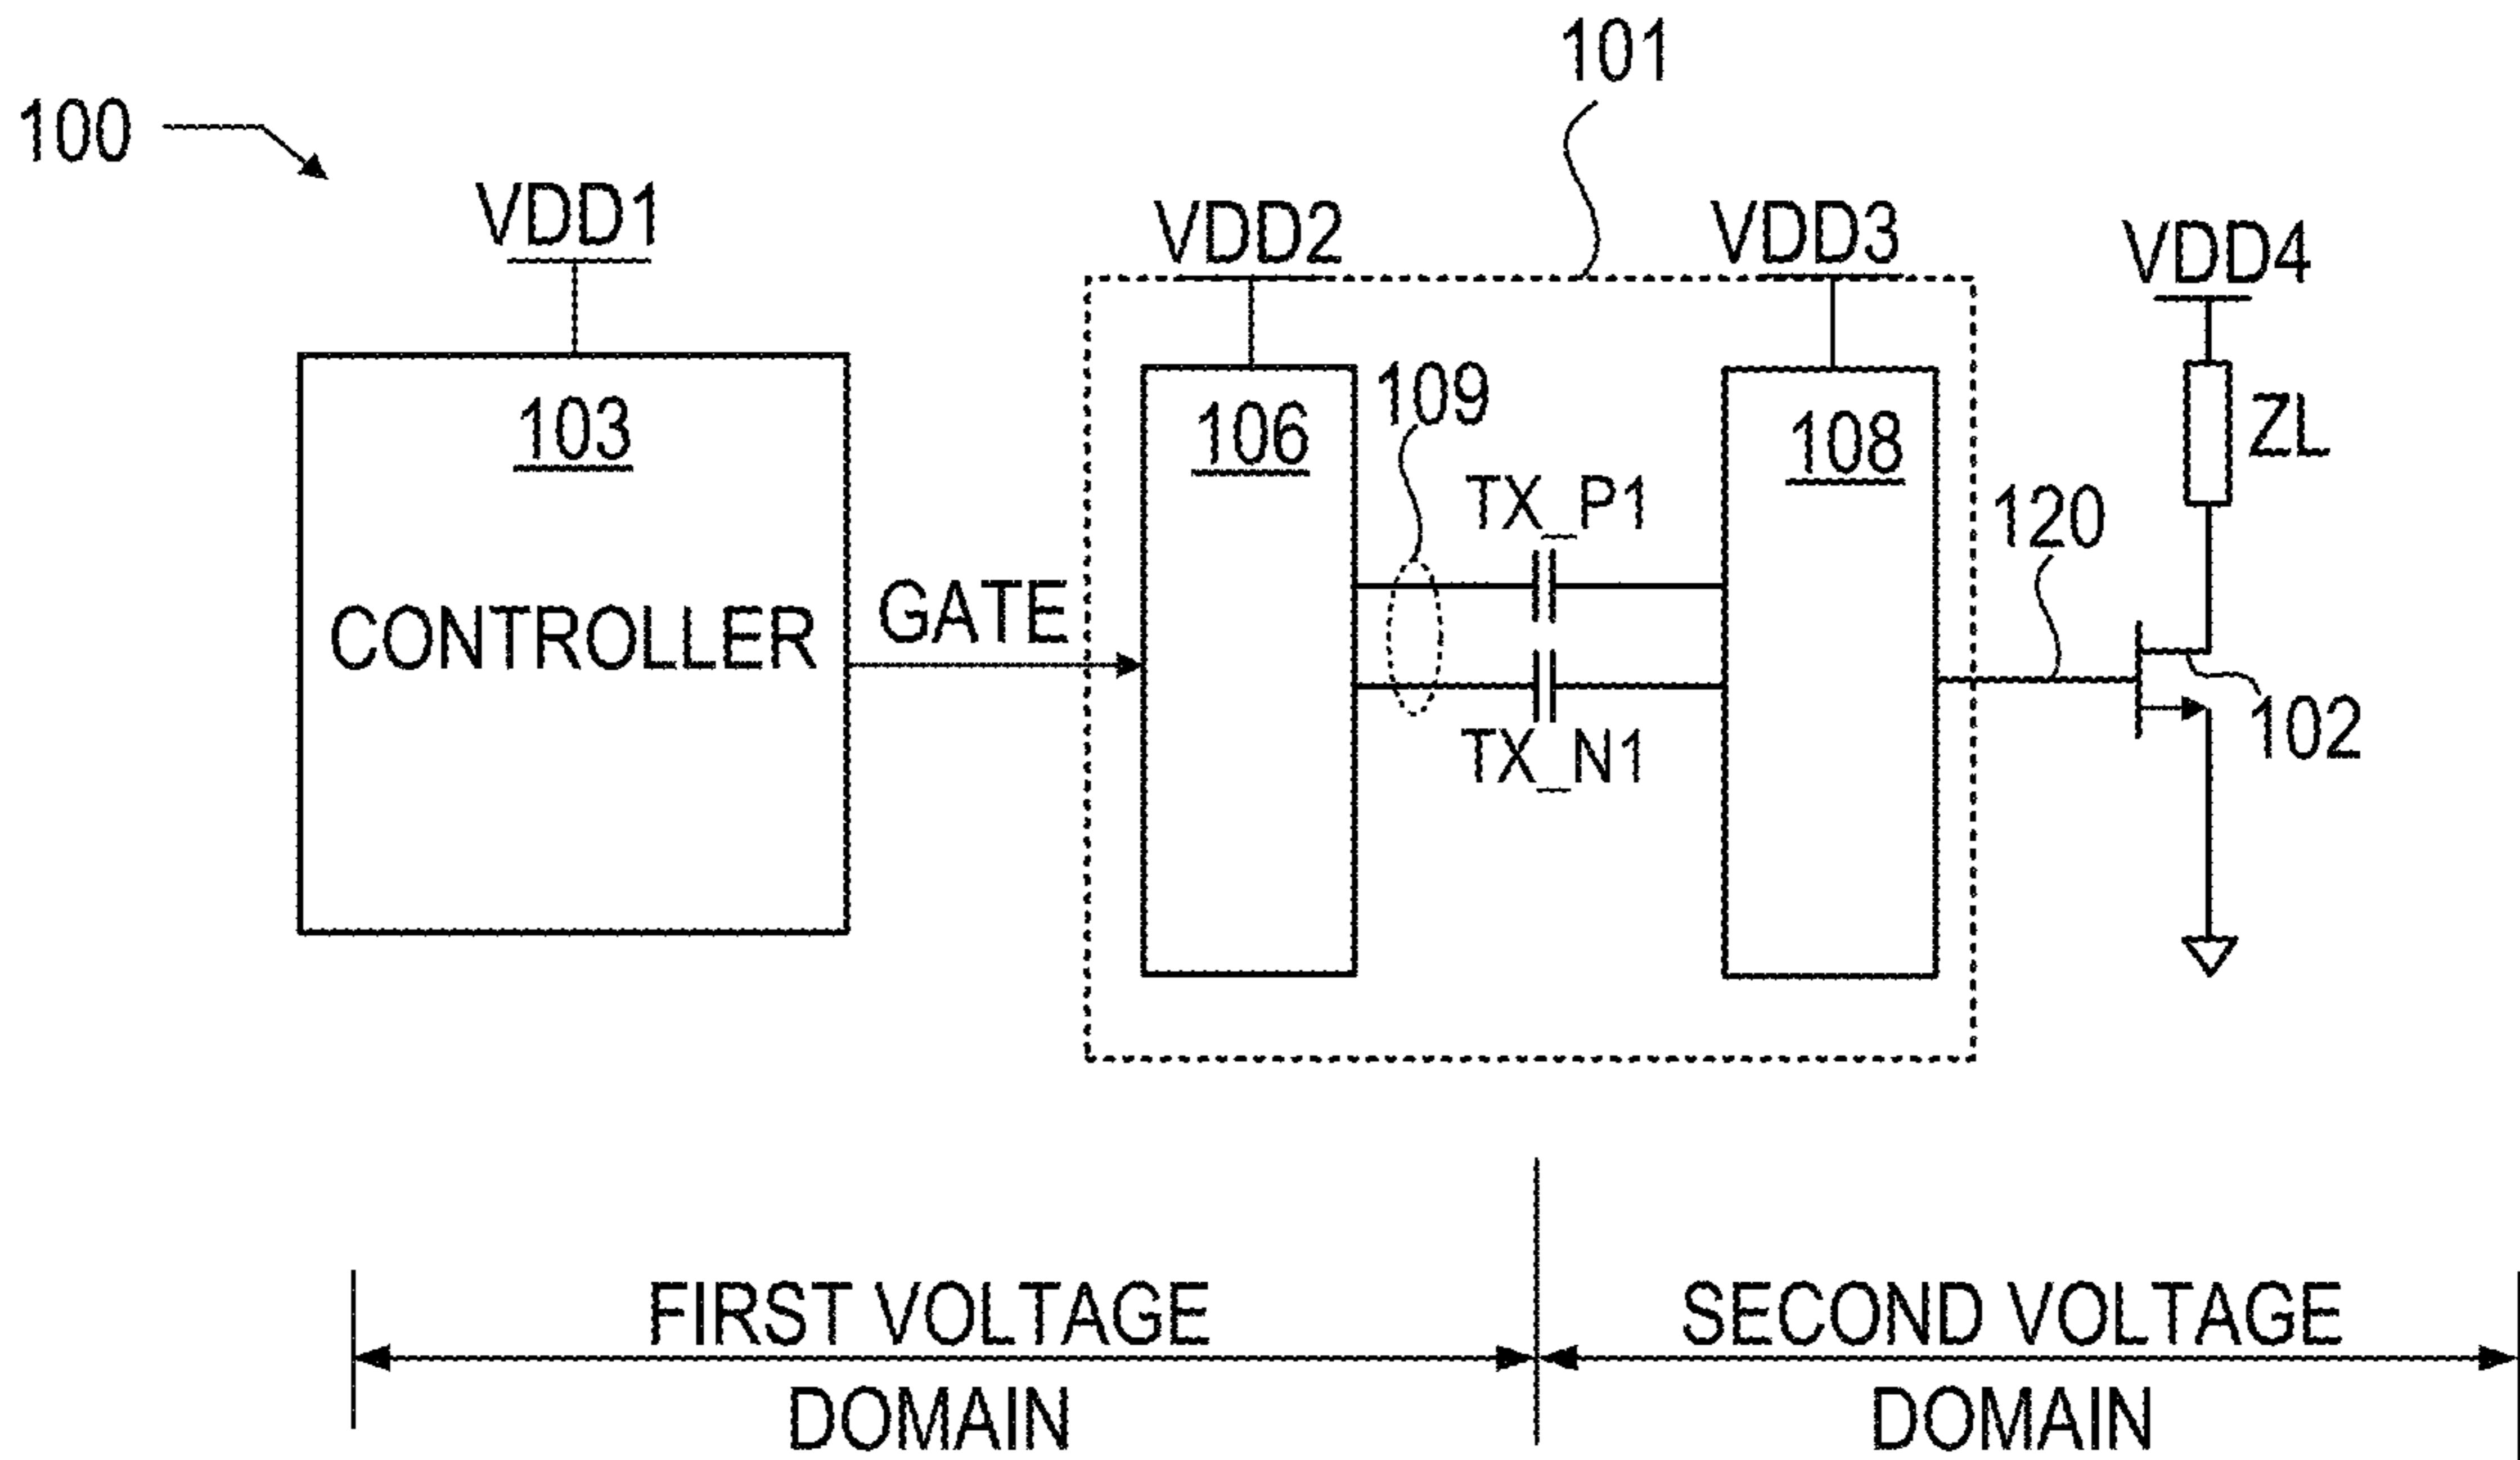 101
100
VDD1
VDD2
VDD3
VDD4
103
106
109
108
ZL
TX_P1
120
GATE
CONTROLLER
102
TX_N1
FIRST VOLTAGE
DOMAIN
SECOND VOLTAGE
DOMAIN